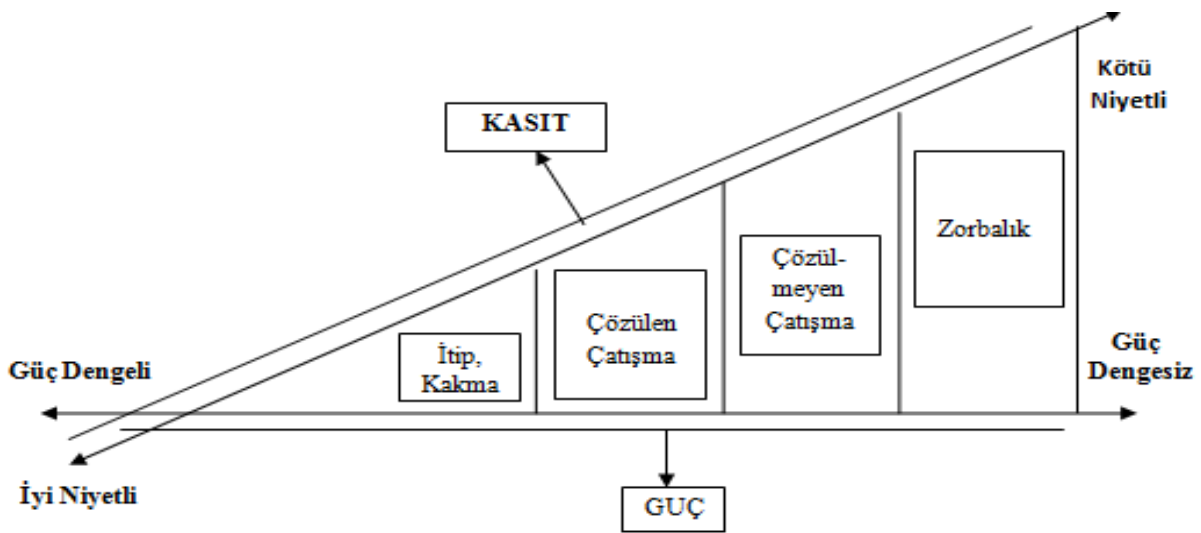 Kötü
Niyetli
KASIT
Zorbalık
Çözül-
meyen
Çatışma
Çözülen
Çatışma
İtip,
Kakma
Güç Dengeli
Güç
Dengesiz
İyi Niyetli
GUÇ